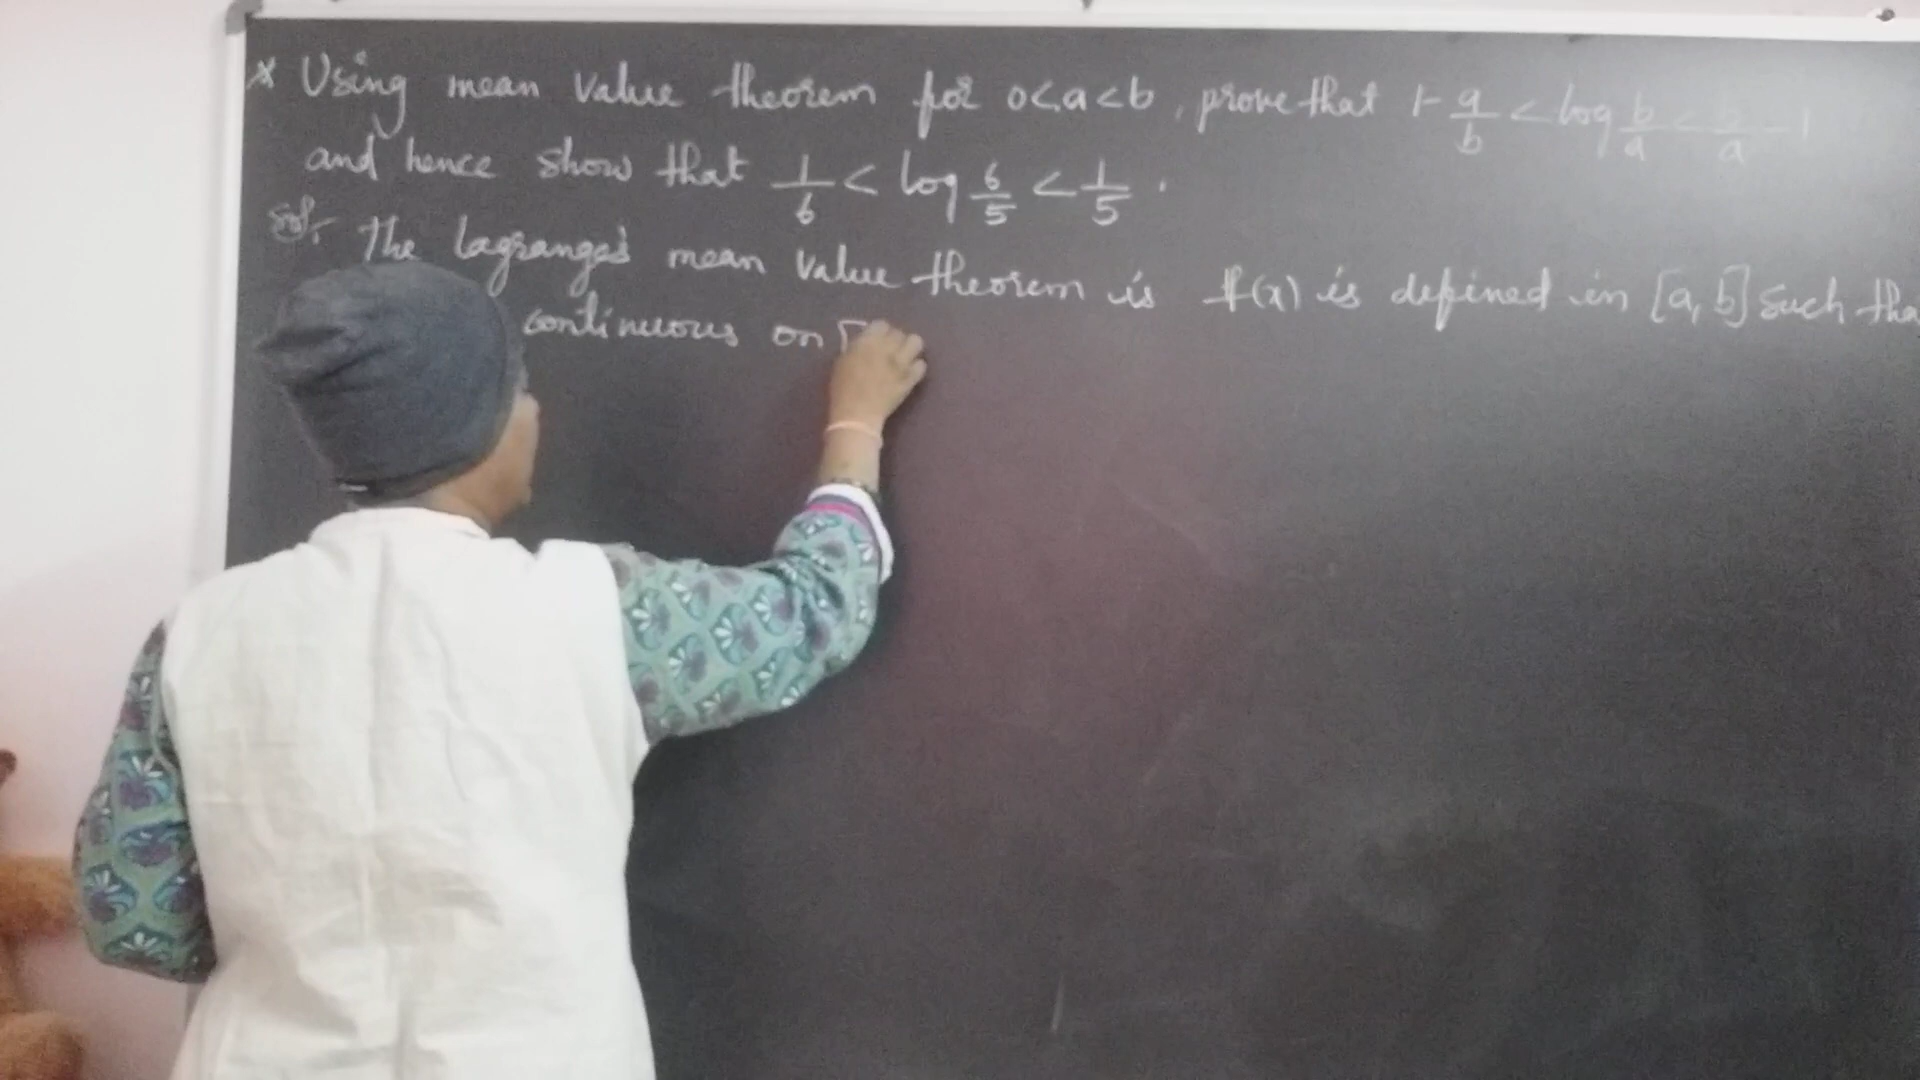 * Using mean value theorem for 0<a<b, prove that 1-a/b < log b/a < b/a - 1
and hence show that 1/6 < log 6/5 < 1/5.
Sol. The lagrange's mean value theorem is f(x) is defined in [a,b] such tha
continuous on [